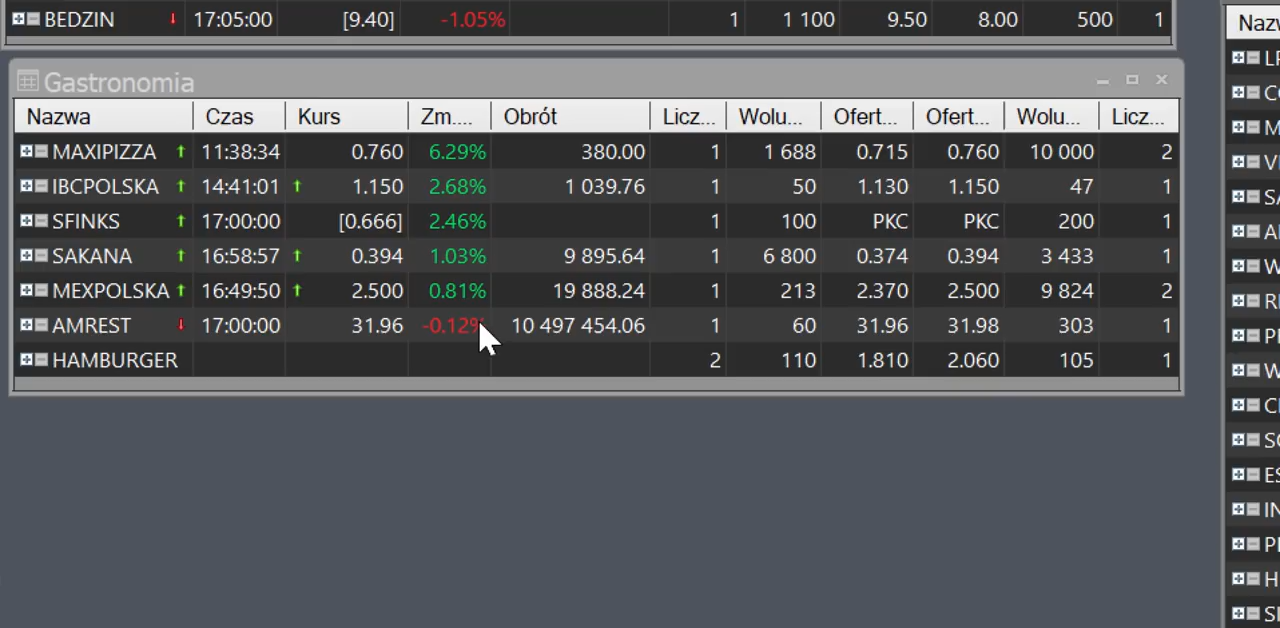 BEDZIN 17:05:00 [9.40] -1.05% 1 1 100 9.50 8.00 500 1
Gastronomia
Nazwa Czas Kurs Zm.... Obrót Licz... Wolu... Ofert... Ofert... Wolu... Licz...
MAXIPIZZA 11:38:34 0.760 6.29% 380.00 1 1 688 0.715 0.760 10 000 2
IBCPOLSKA 14:41:01 1.150 2.68% 1 039.76 1 50 1.130 1.150 47 1
SFINKS 17:00:00 [0.666] 2.46% 1 100 PKC PKC 200 1
SAKANA 16:58:57 0.394 1.03% 9 895.64 1 6 800 0.374 0.394 3 433 1
MEXPOLSKA 16:49:50 2.500 0.81% 19 888.24 1 213 2.370 2.500 9 824 2
AMREST 17:00:00 31.96 -0.12% 10 497 454.06 1 60 31.96 31.98 303 1
HAMBURGER 2 110 1.810 2.060 105 1